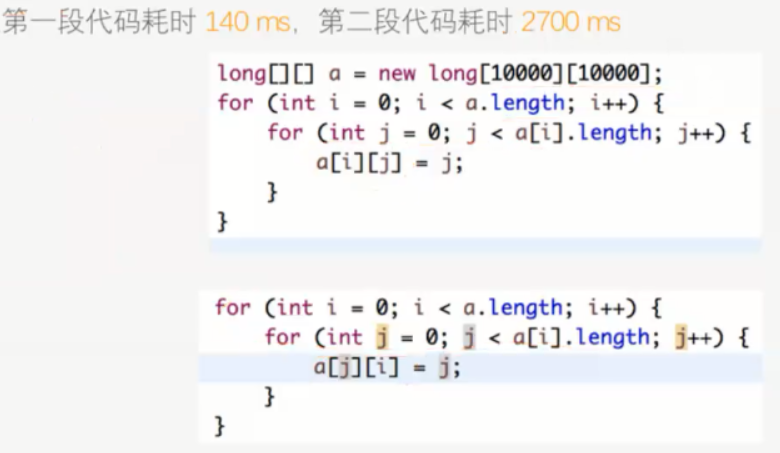 第一段代码耗时 140 ms，第二段代码耗时 2700 ms
long[][] a = new long[10000][10000];
for (int i = 0; i < a.length; i++) {
    for (int j = 0; j < a[i].length; j++) {
        a[i][j] = j;
    }
}
for (int i = 0; i < a.length; i++) {
    for (int j = 0; j < a[i].length; j++) {
        a[j][i] = j;
    }
}